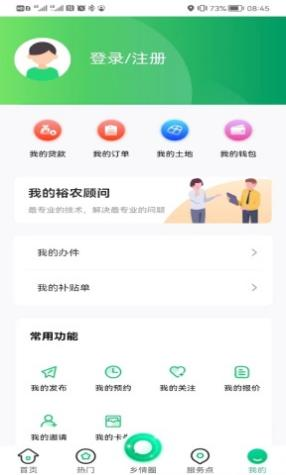 73% 08:45
登录/注册
我的贷款 我的订单 我的土地 我的钱包
我的裕农顾问
最专业的技术，解决最专业的问题
我的办件
我的补贴单
常用功能
我的发布 我的预约 我的关注 我的报价
我的邀请 我的卡
首页 热门 乡情圈 服务点 我的